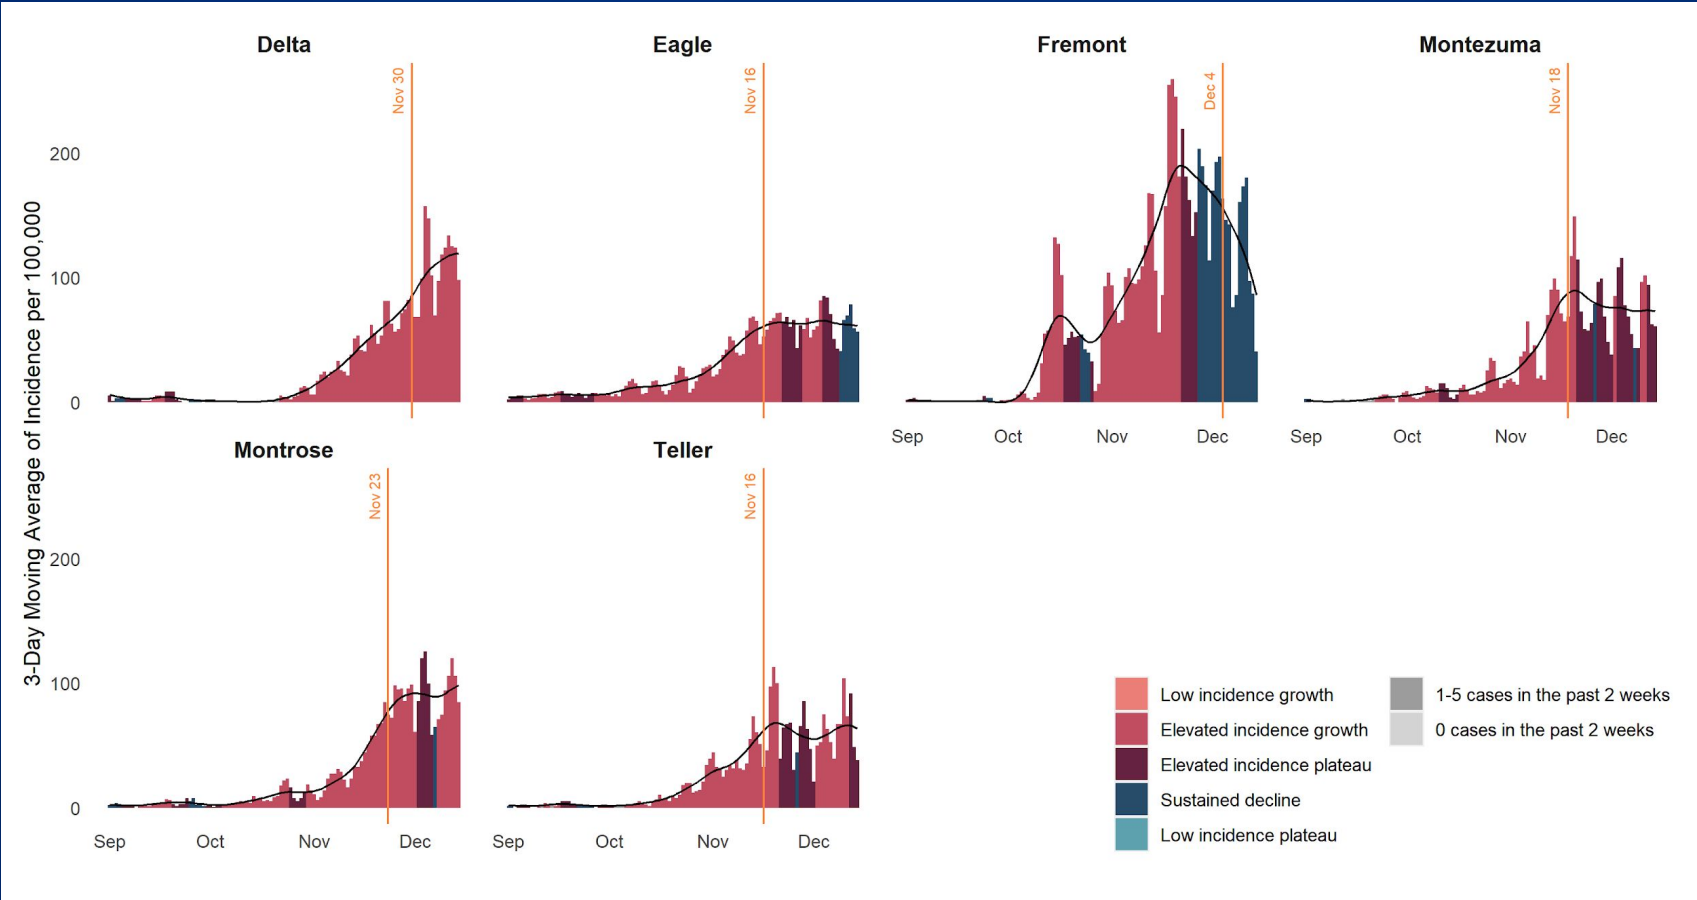 Delta
Eagle
Fremont
Montezuma
Nov 30
Nov 16
Dec 4
Nov 18
3-Day Moving Average of Incidence per 100,000
200
100
0
Sep Oct Nov Dec
Sep Oct Nov Dec
Montrose
Teller
Nov 23
Nov 16
200
100
0
Sep Oct Nov Dec
Sep Oct Nov Dec
Low incidence growth
Elevated incidence growth
Elevated incidence plateau
Sustained decline
Low incidence plateau
1-5 cases in the past 2 weeks
0 cases in the past 2 weeks